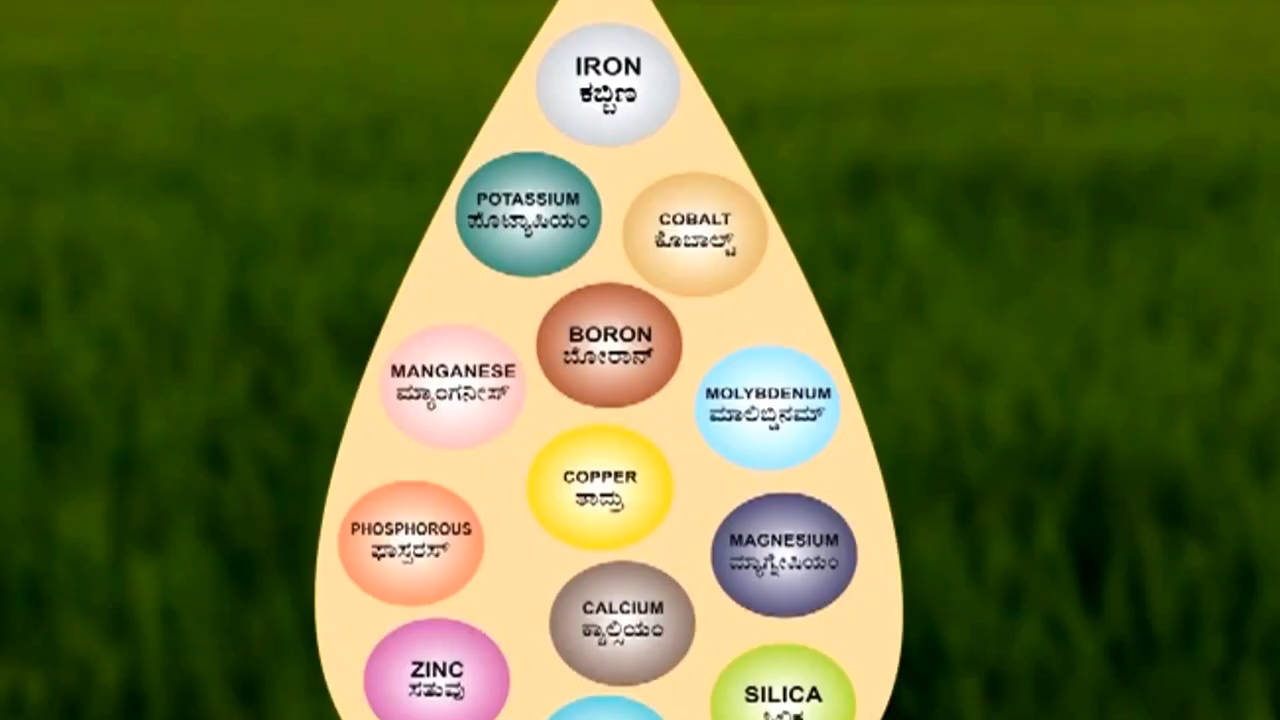 IRON
ಕಬ್ಬಿಣ
POTASSIUM
ಪೊಟ್ಯಾಸಿಯಂ
COBALT
ಕೊಬಾಲ್ಟ್
BORON
ಬೋರಾನ್
MANGANESE
ಮ್ಯಾಂಗನೀಸ್
MOLYBDENUM
ಮಾಲಿಬ್ಡಿನಮ್
COPPER
ತಾಮ್ರ
PHOSPHOROUS
ಫಾಸ್ಪರಸ್
MAGNESIUM
ಮ್ಯಾಗ್ನೇಸಿಯಂ
CALCIUM
ಕ್ಯಾಲ್ಸಿಯಂ
ZINC
ಸತುವು
SILICA